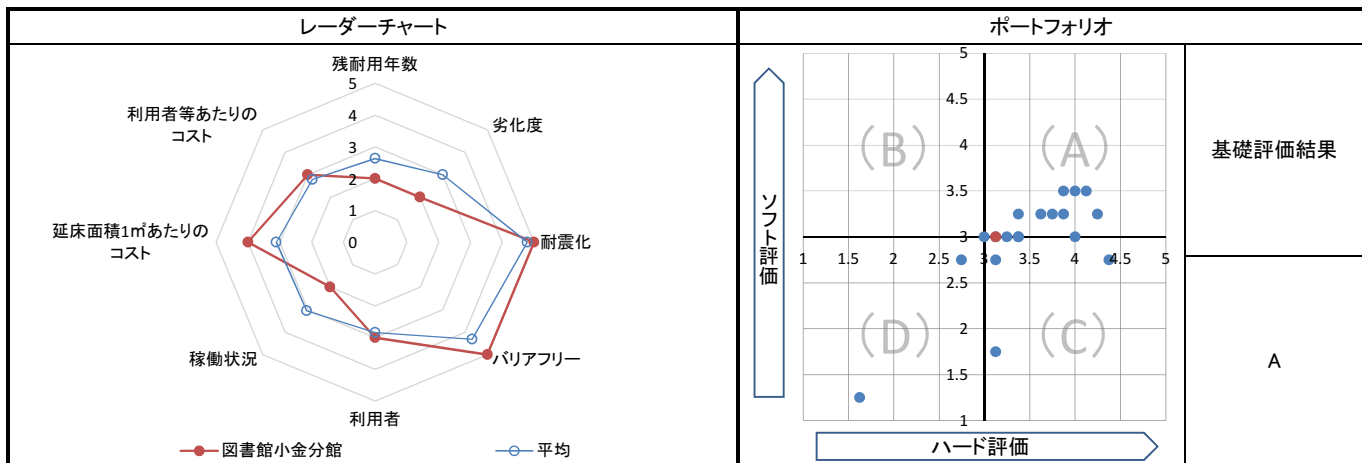 レーダーチャート
残耐用年数
5
4
3
2
1
0
劣化度
耐震化
バリアフリー
利用者
稼働状況
延床面積1㎡あたりの
コスト
利用者等あたりの
コスト
図書館小金分館
平均
ポートフォリオ
ソフト評価
5
4.5
4
3.5
3
2.5
2
1.5
1
1
1.5
2
2.5
3
3.5
4
4.5
5
（B）
（A）
（D）
（C）
ハード評価
基礎評価結果
A